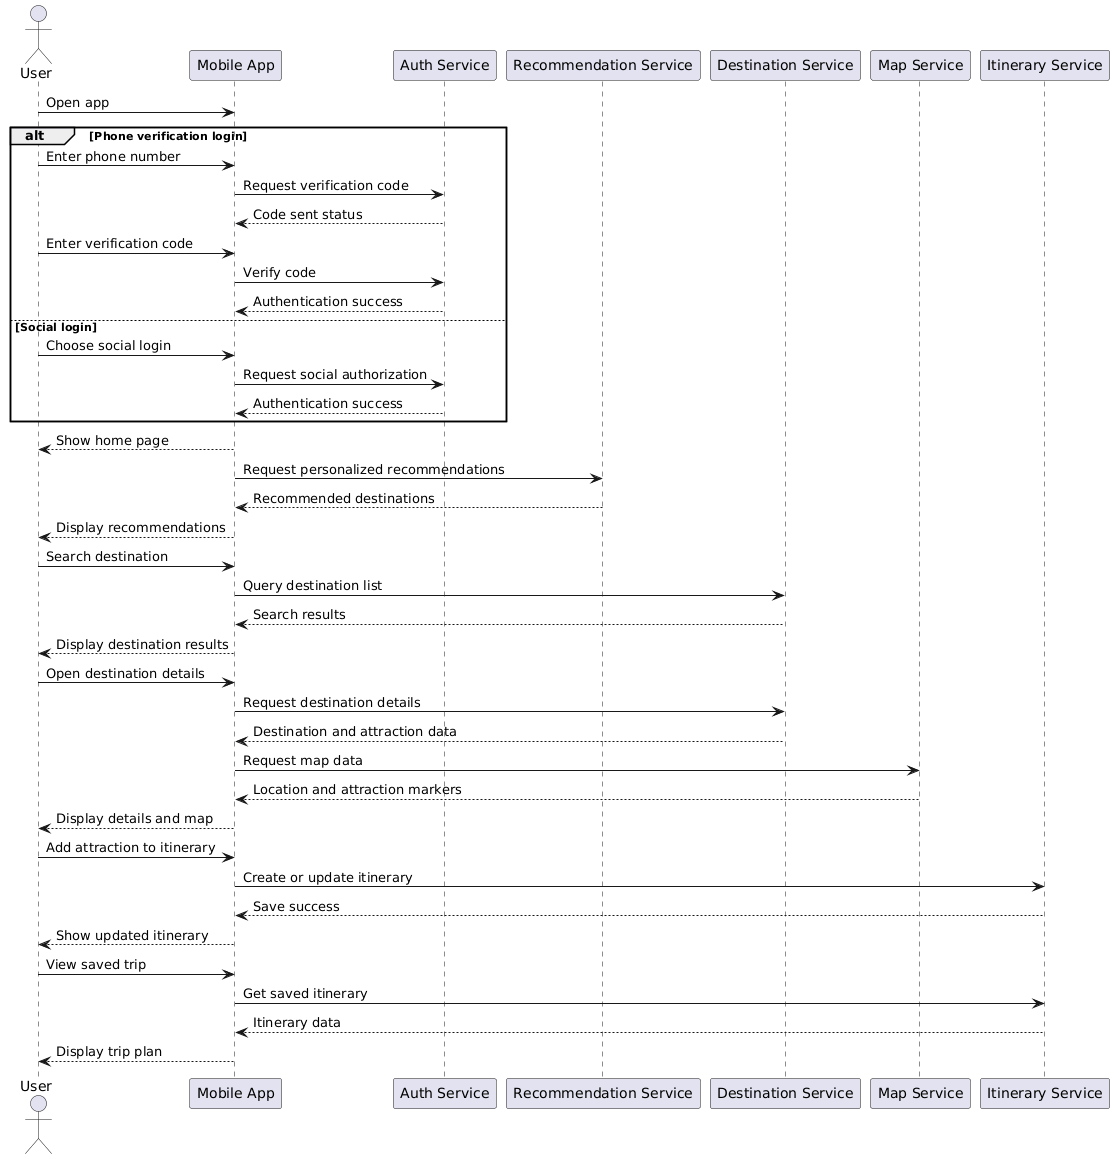 User
Mobile App
Auth Service
Recommendation Service
Destination Service
Map Service
Itinerary Service
Open app
alt
[Phone verification login]
Enter phone number
Request verification code
Code sent status
Enter verification code
Verify code
Authentication success
[Social login]
Choose social login
Request social authorization
Authentication success
Show home page
Request personalized recommendations
Recommended destinations
Display recommendations
Search destination
Query destination list
Search results
Display destination results
Open destination details
Request destination details
Destination and attraction data
Request map data
Location and attraction markers
Display details and map
Add attraction to itinerary
Create or update itinerary
Save success
Show updated itinerary
View saved trip
Get saved itinerary
Itinerary data
Display trip plan
User
Mobile App
Auth Service
Recommendation Service
Destination Service
Map Service
Itinerary Service